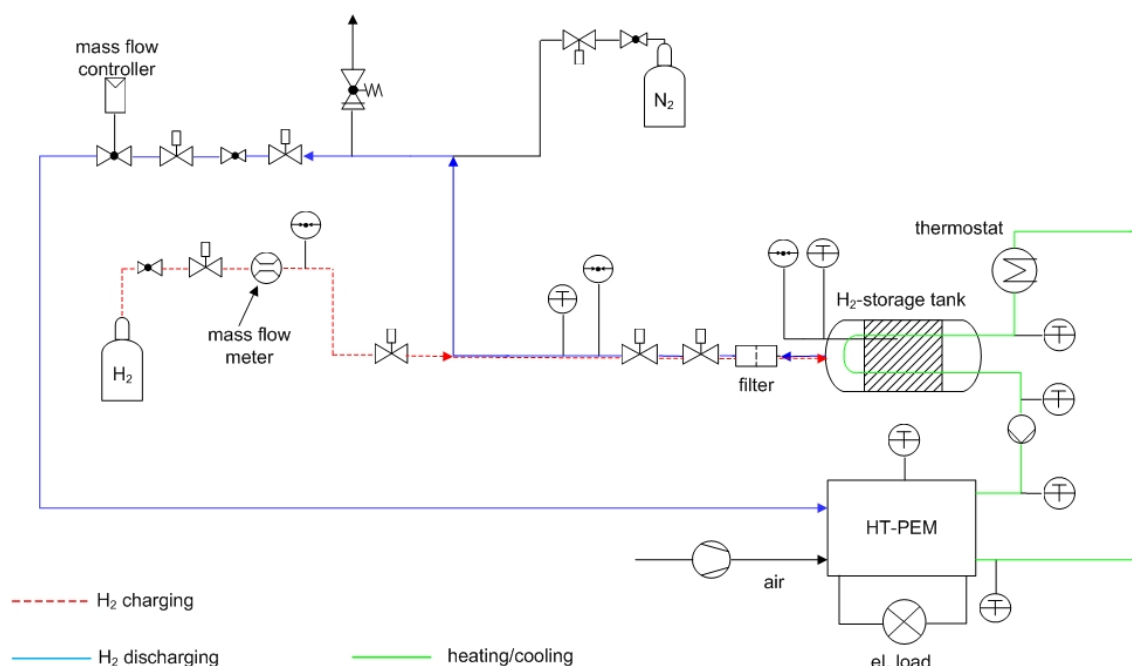 mass flow
controller
N₂
thermostat
H₂-storage tank
mass flow
meter
H₂
filter
T
T
T
T
T
T
T
HT-PEM
air
H₂ charging
H₂ discharging
heating/cooling
el. load